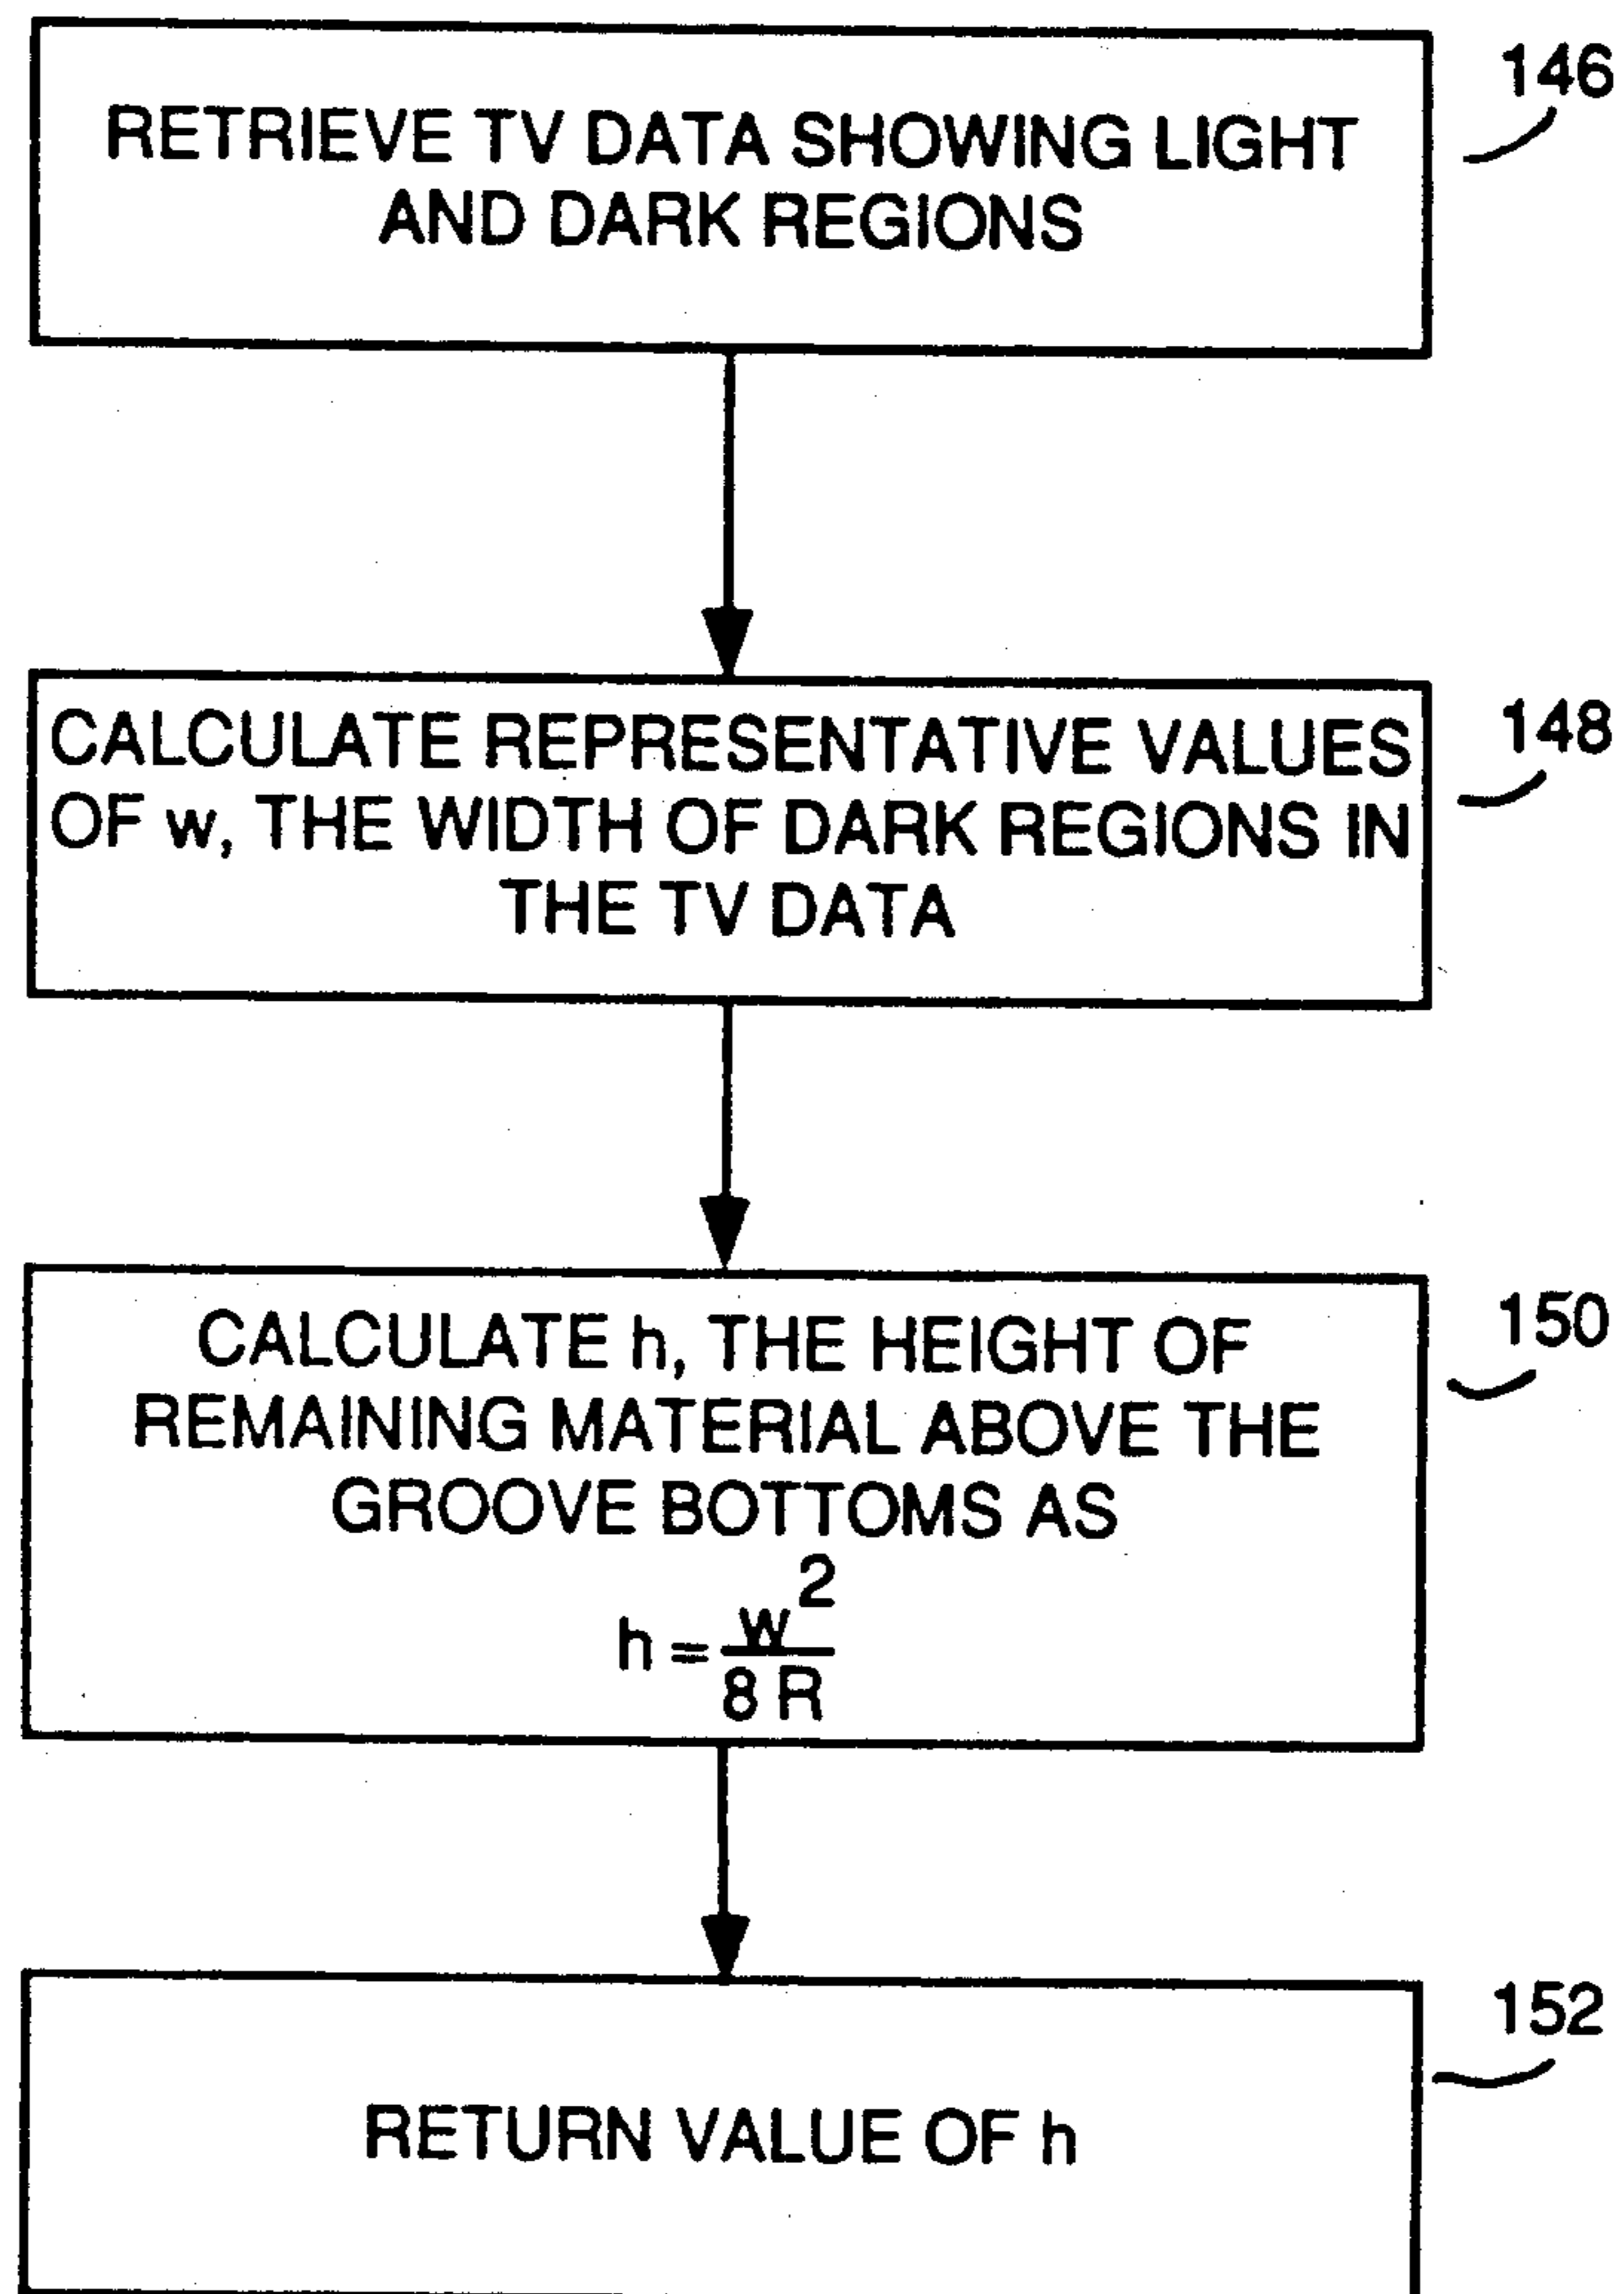 146
RETRIEVE TV DATA SHOWING LIGHT
AND DARK REGIONS
148
CALCULATE REPRESENTATIVE VALUES
OF w, THE WIDTH OF DARK REGIONS IN
THE TV DATA
150
CALCULATE h, THE HEIGHT OF
REMAINING MATERIAL ABOVE THE
GROOVE BOTTOMS AS
h = w² / 8 R
152
RETURN VALUE OF h